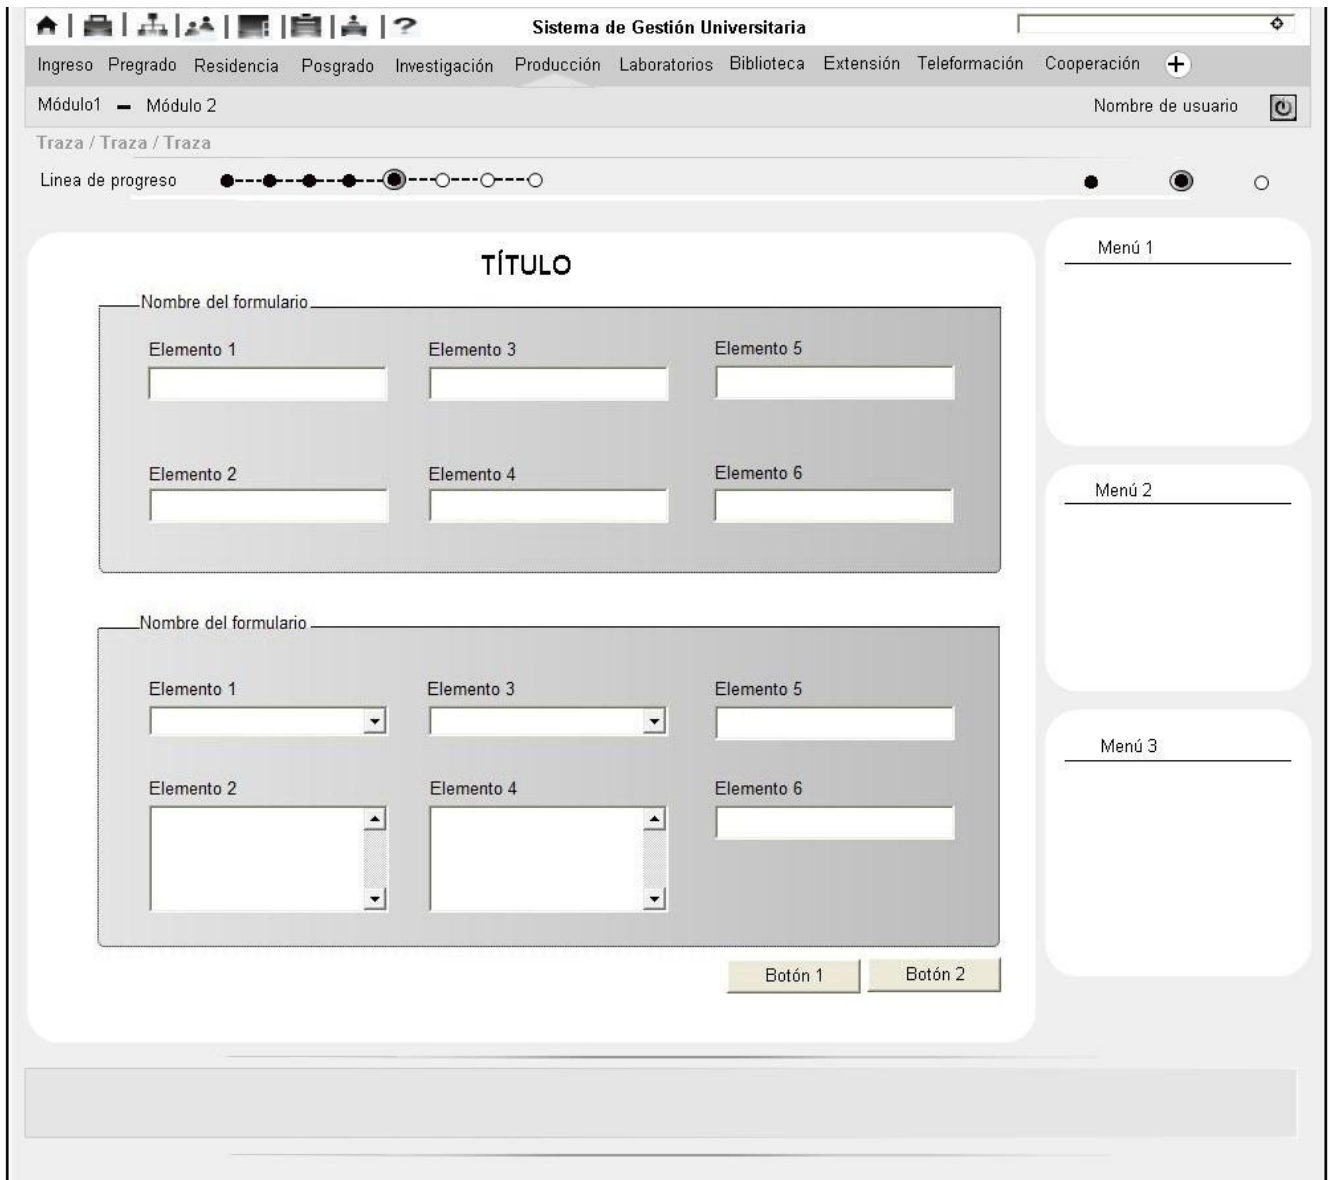 Sistema de Gestión Universitaria
Ingreso Pregrado Residencia Posgrado Investigación Producción Laboratorios Biblioteca Extensión Teleformación Cooperación
Módulo1 – Módulo 2 Nombre de usuario
Traza / Traza / Traza
Linea de progreso
TÍTULO
Nombre del formulario
Elemento 1 Elemento 3 Elemento 5
Elemento 2 Elemento 4 Elemento 6
Nombre del formulario
Elemento 1 Elemento 3 Elemento 5
Elemento 2 Elemento 4 Elemento 6
Botón 1 Botón 2
Menú 1
Menú 2
Menú 3